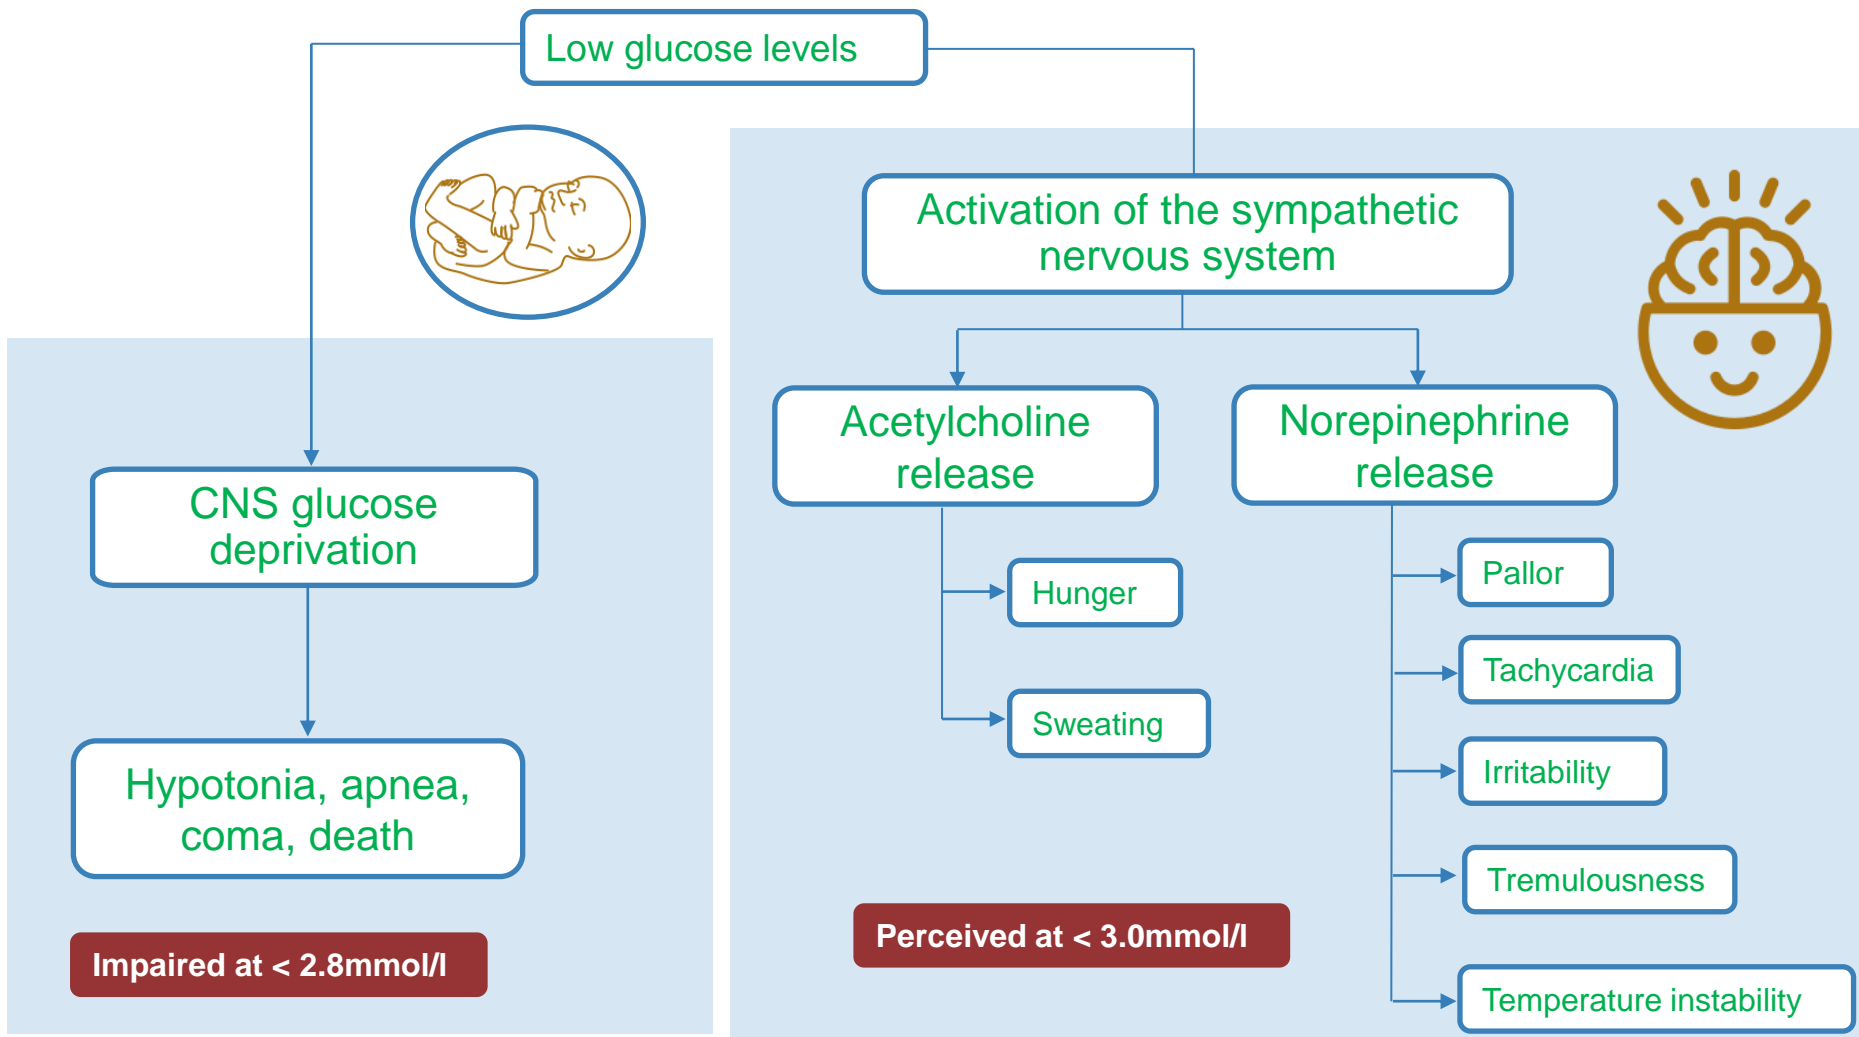 Low glucose levels
Activation of the sympathetic
nervous system
Acetylcholine
release
Norepinephrine
release
CNS glucose
deprivation
Hunger
Sweating
Pallor
Tachycardia
Irritability
Tremulousness
Temperature instability
Hypotonia, apnea,
coma, death
Impaired at < 2.8mmol/l
Perceived at < 3.0mmol/l